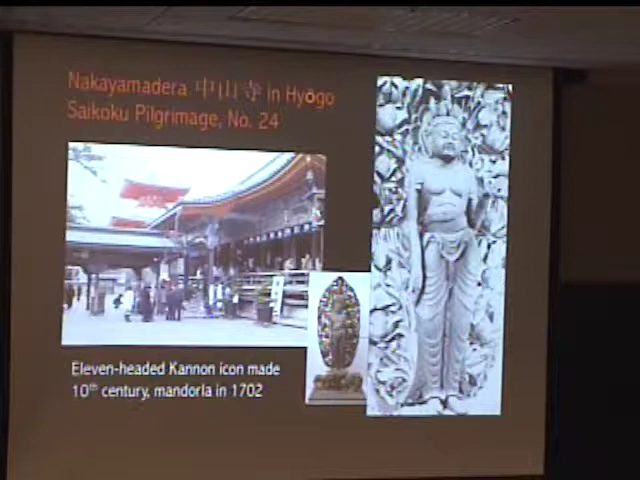 Nakayamadera 中山寺 in Hyōgo
Saikoku Pilgrimage, No. 24
Eleven-headed Kannon icon made
10th century, mandorla in 1702